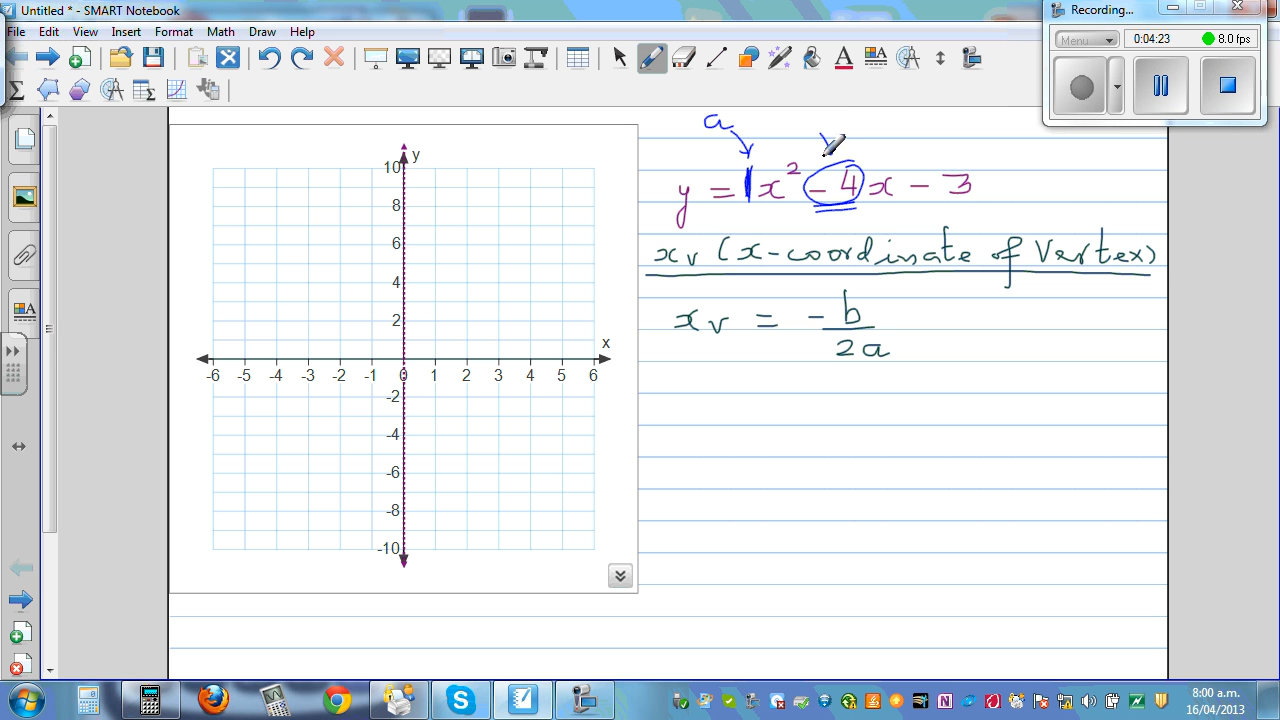 Untitled * - SMART Notebook
File Edit View Insert Format Math Draw Help
Recording...
Menu 0:04:23 8.0 fps
a
y = 1x² - 4x - 3
xv (x-coordinate of Vertex)
xv = - b
2a
y
10
8
6
4
2
x
-6 -5 -4 -3 -2 -1 0 1 2 3 4 5 6
-2
-4
-6
-8
-10
8:00 a.m.
16/04/2013